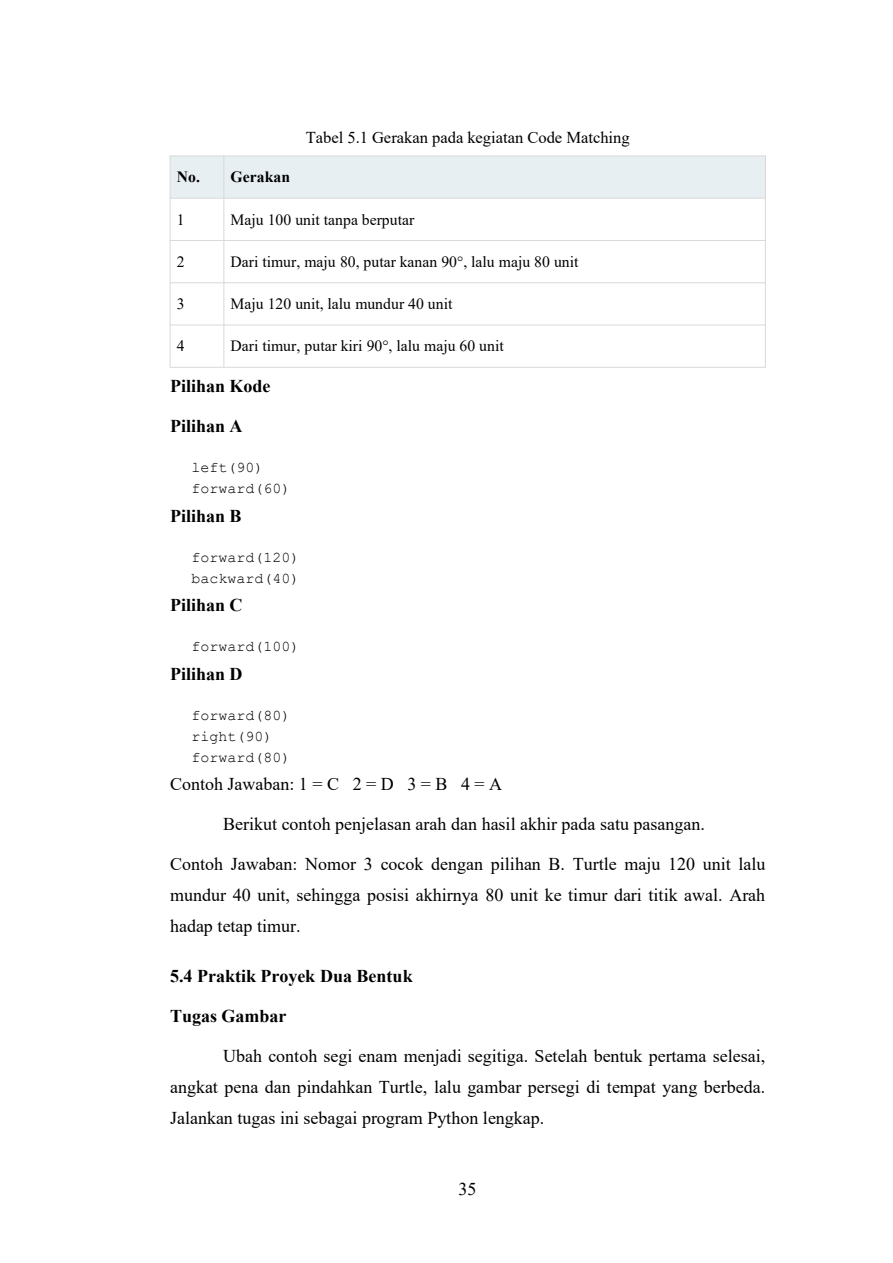 Tabel 5.1 Gerakan pada kegiatan Code Matching
No. Gerakan
1 Maju 100 unit tanpa berputar
2 Dari timur, maju 80, putar kanan 90°, lalu maju 80 unit
3 Maju 120 unit, lalu mundur 40 unit
4 Dari timur, putar kiri 90°, lalu maju 60 unit
Pilihan Kode
Pilihan A
left(90)
forward(60)
Pilihan B
forward(120)
backward(40)
Pilihan C
forward(100)
Pilihan D
forward(80)
right(90)
forward(80)
Contoh Jawaban: 1 = C 2 = D 3 = B 4 = A
Berikut contoh penjelasan arah dan hasil akhir pada satu pasangan.
Contoh Jawaban: Nomor 3 cocok dengan pilihan B. Turtle maju 120 unit lalu
mundur 40 unit, sehingga posisi akhirnya 80 unit ke timur dari titik awal. Arah
hadap tetap timur.
5.4 Praktik Proyek Dua Bentuk
Tugas Gambar
Ubah contoh segi enam menjadi segitiga. Setelah bentuk pertama selesai,
angkat pena dan pindahkan Turtle, lalu gambar persegi di tempat yang berbeda.
Jalankan tugas ini sebagai program Python lengkap.
35